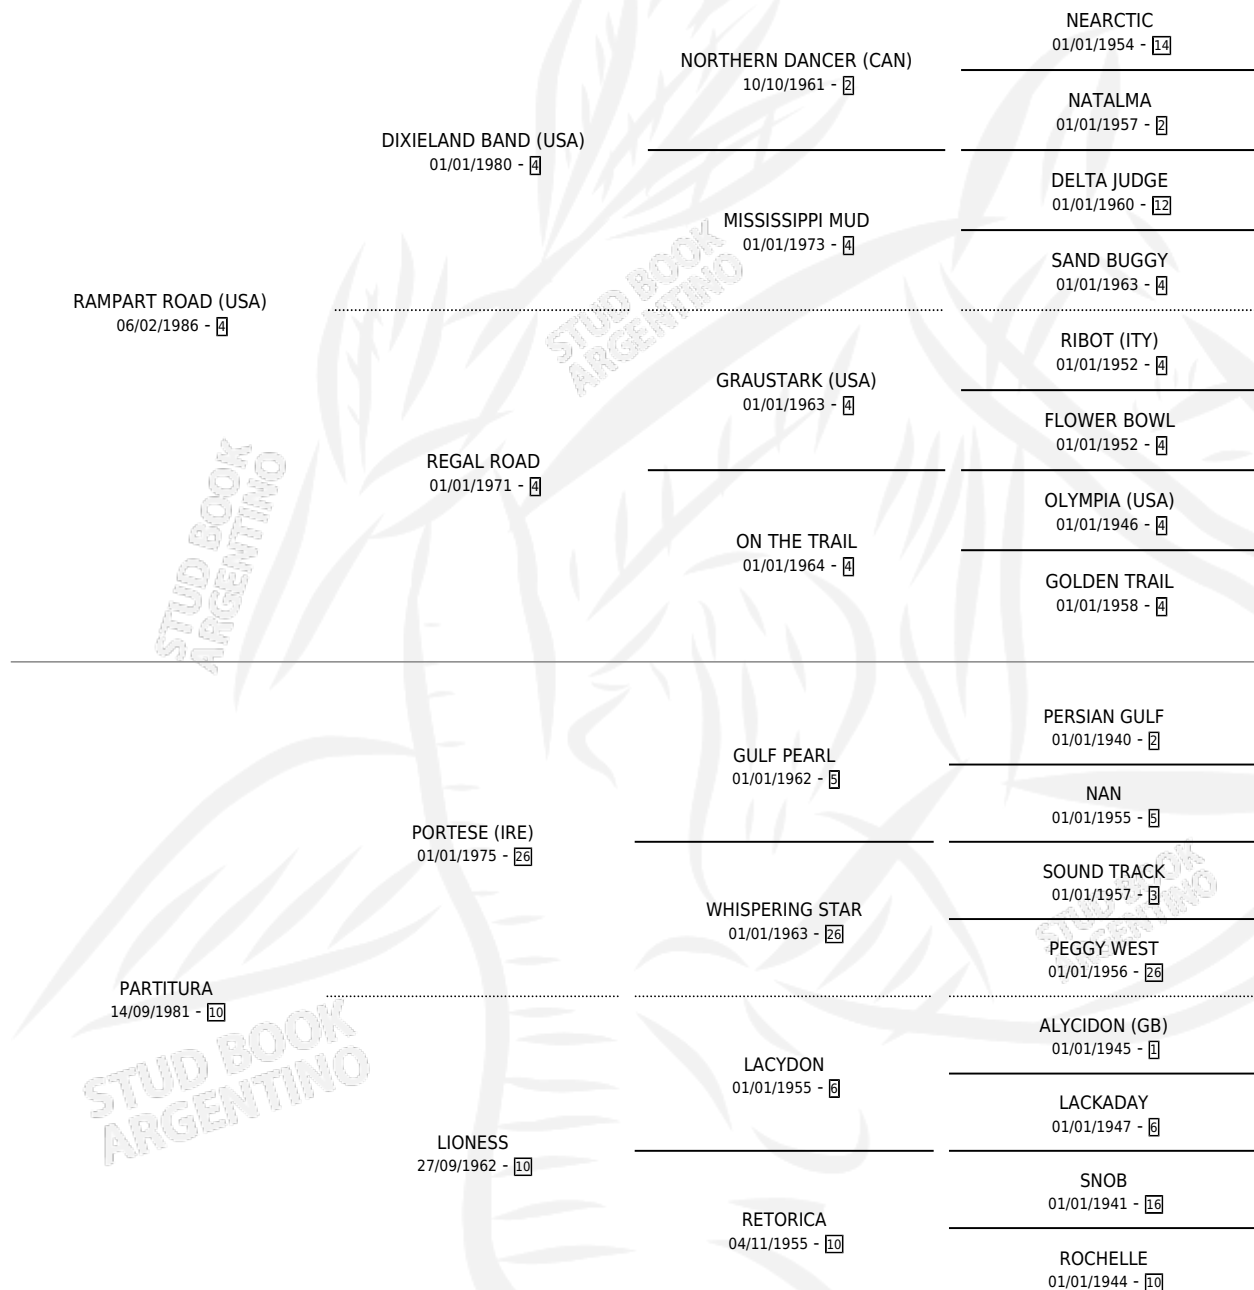 NEARCTIC
01/01/1954 - 14
NORTHERN DANCER (CAN)
10/10/1961 - 2
NATALMA
01/01/1957 - 2
DIXIELAND BAND (USA)
01/01/1980 - 4
DELTA JUDGE
01/01/1960 - 12
MISSISSIPPI MUD
01/01/1973 - 4
SAND BUGGY
01/01/1963 - 4
RAMPART ROAD (USA)
06/02/1986 - 4
RIBOT (ITY)
01/01/1952 - 4
GRAUSTARK (USA)
01/01/1963 - 4
FLOWER BOWL
01/01/1952 - 4
REGAL ROAD
01/01/1971 - 4
OLYMPIA (USA)
01/01/1946 - 4
ON THE TRAIL
01/01/1964 - 4
GOLDEN TRAIL
01/01/1958 - 4
PERSIAN GULF
01/01/1940 - 2
GULF PEARL
01/01/1962 - 5
NAN
01/01/1955 - 5
PORTESE (IRE)
01/01/1975 - 26
SOUND TRACK
01/01/1957 - 3
WHISPERING STAR
01/01/1963 - 26
PEGGY WEST
01/01/1956 - 26
PARTITURA
14/09/1981 - 10
ALYCIDON (GB)
01/01/1945 - 1
LACYDON
01/01/1955 - 6
LACKADAY
01/01/1947 - 6
LIONESS
27/09/1962 - 10
SNOB
01/01/1941 - 16
RETORICA
04/11/1955 - 10
ROCHELLE
01/01/1944 - 10
STUD BOOK
ARGENTINO
STUD BOOK
ARGENTINO
STUD BOOK
ARGENTINO
STUD BOOK
ARGENTINO